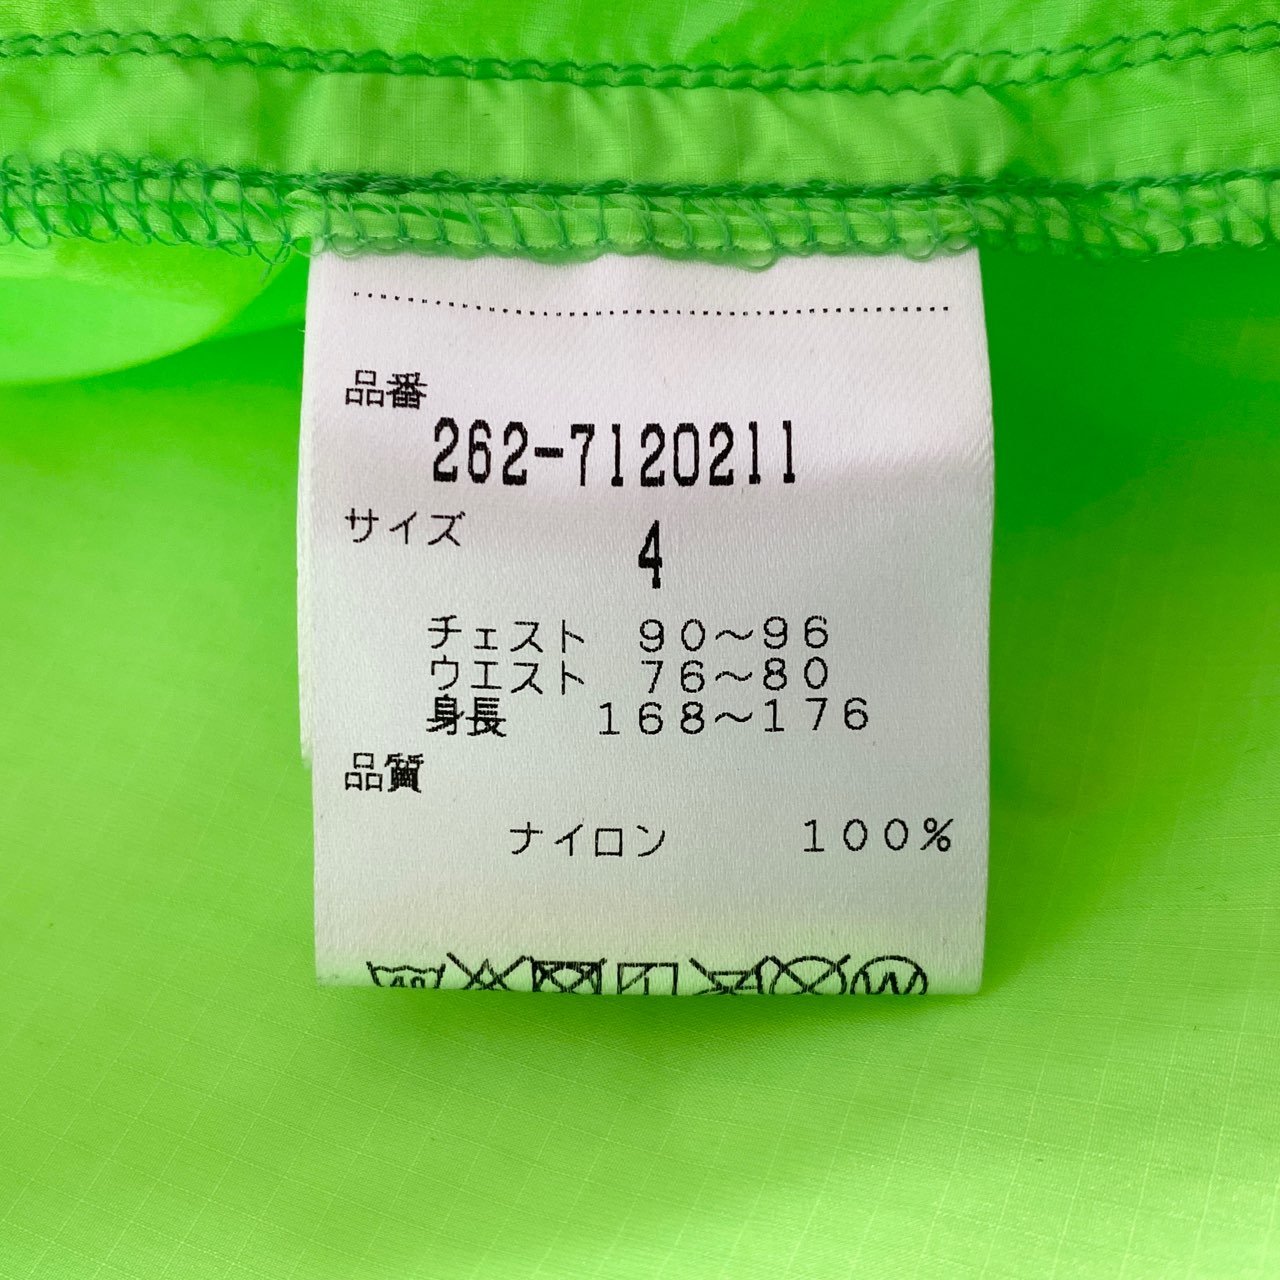 品番
262-7120211
サイズ 4
チェスト 90～96
ウエスト 76～80
身長 168～176
品質
ナイロン 100%
40
W